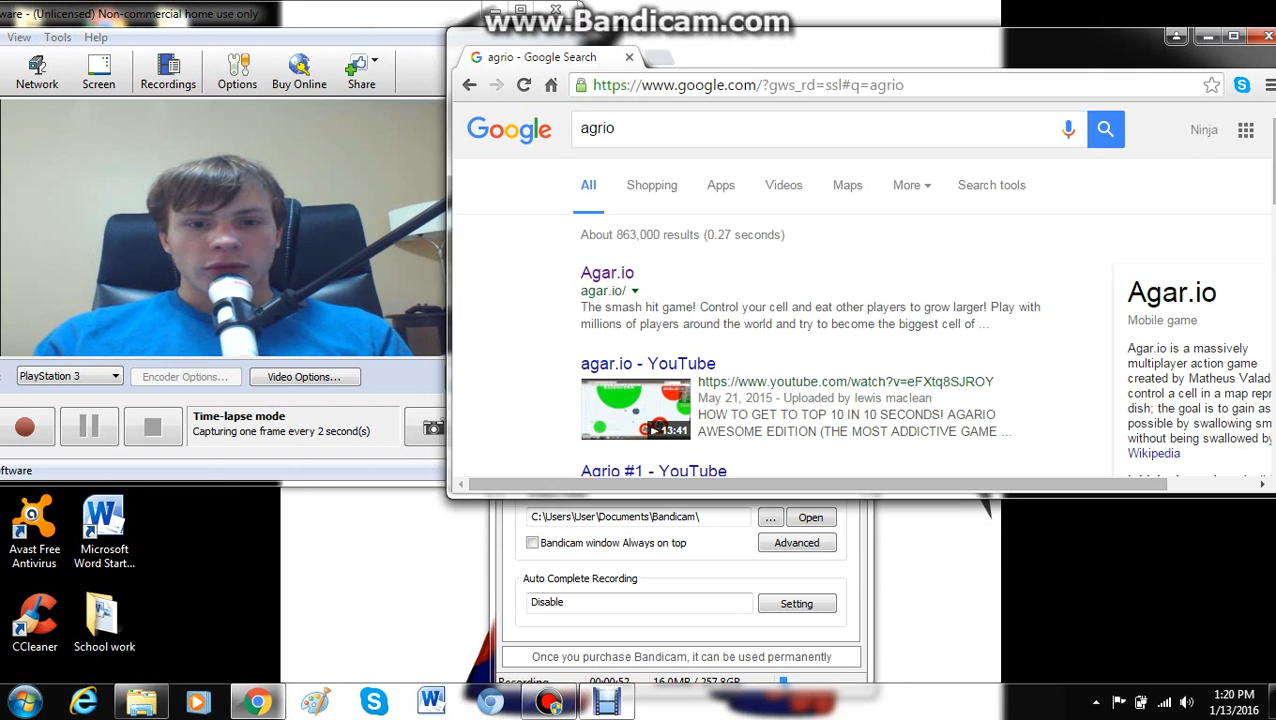 ware - (Unlicensed) Non-commercial home use only
www.Bandicam.com
View Tools Help
Network Screen Recordings Options Buy Online Share
agrio - Google Search
https://www.google.com/?gws_rd=ssl#q=agrio
Google
agrio
Ninja
All Shopping Apps Videos Maps More Search tools
About 863,000 results (0.27 seconds)
Agar.io
agar.io/
The smash hit game! Control your cell and eat other players to grow larger! Play with
millions of players around the world and try to become the biggest cell of ...
agar.io - YouTube
13:41
https://www.youtube.com/watch?v=eFXtq8SJROY
May 21, 2015 - Uploaded by lewis maclean
HOW TO GET TO TOP 10 IN 10 SECONDS! AGARIO
AWESOME EDITION (THE MOST ADDICTIVE GAME ...
Agrio #1 - YouTube
Agar.io
Mobile game
Agar.io is a massively
multiplayer action game
created by Matheus Valad
control a cell in a map repr
dish; the goal is to gain as
possible by swallowing sm
without being swallowed by
Wikipedia
PlayStation 3
Encoder Options...
Video Options...
Time-lapse mode
Capturing one frame every 2 second(s)
oftware
C:\Users\User\Documents\Bandicam\
...
Open
Bandicam window Always on top
Advanced
Auto Complete Recording
Disable
Setting
Once you purchase Bandicam, it can be used permanently
Recording 00:00:52 16.0MB / 257.8GB
Avast Free
Antivirus
Microsoft
Word Start...
CCleaner
School work
1:20 PM
1/13/2016